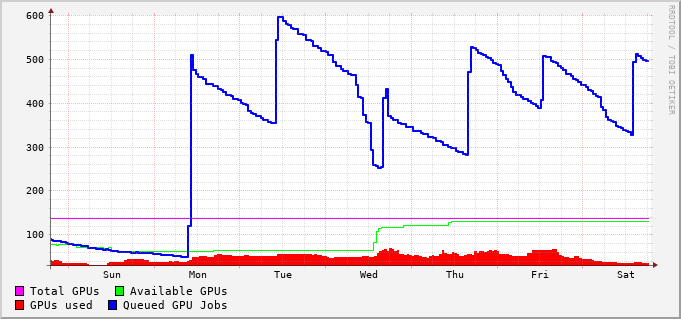 600
500
400
300
200
100
Sun Mon Tue Wed Thu Fri Sat
Total GPUs Available GPUs
GPUs used Queued GPU Jobs
RRDTOOL / TOBI OETIKER